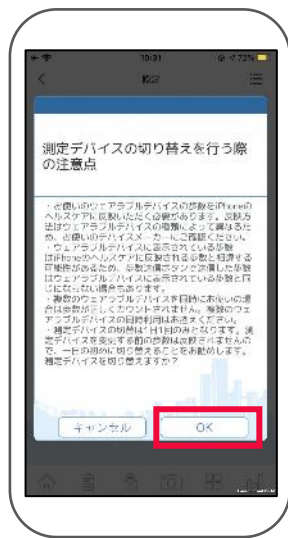 10:31
72%
設定
測定デバイスの切り替えを行う際
の注意点
・お使いのウェアラブルデバイスの歩数をiPhoneの
ヘルスケアに反映いただく必要があります。反映方
法はウェアラブルデバイスの種類によって異なるた
め、お使いのデバイスメーカーにご確認ください。
・ウェアラブルデバイスに表示されている歩数
はiPhoneのヘルスケアに反映される歩数と相違する
可能性があるため、歩数送信ボタンで送信した歩数
はウェアラブルデバイスに表示されている歩数と同
じにならない場合もあります。
・複数のウェアラブルデバイスを同時にお使いの場
合は歩数が正しくカウントされません。複数のウェ
アラブルデバイスの同時利用はお控えください。
・測定デバイスの切替は1日1回のみとなります。測
定デバイスを変更する前の歩数は反映されませんの
で、一日の初めに切り替えることをお勧めします。
測定デバイスを切り替えますか？
キャンセル
OK